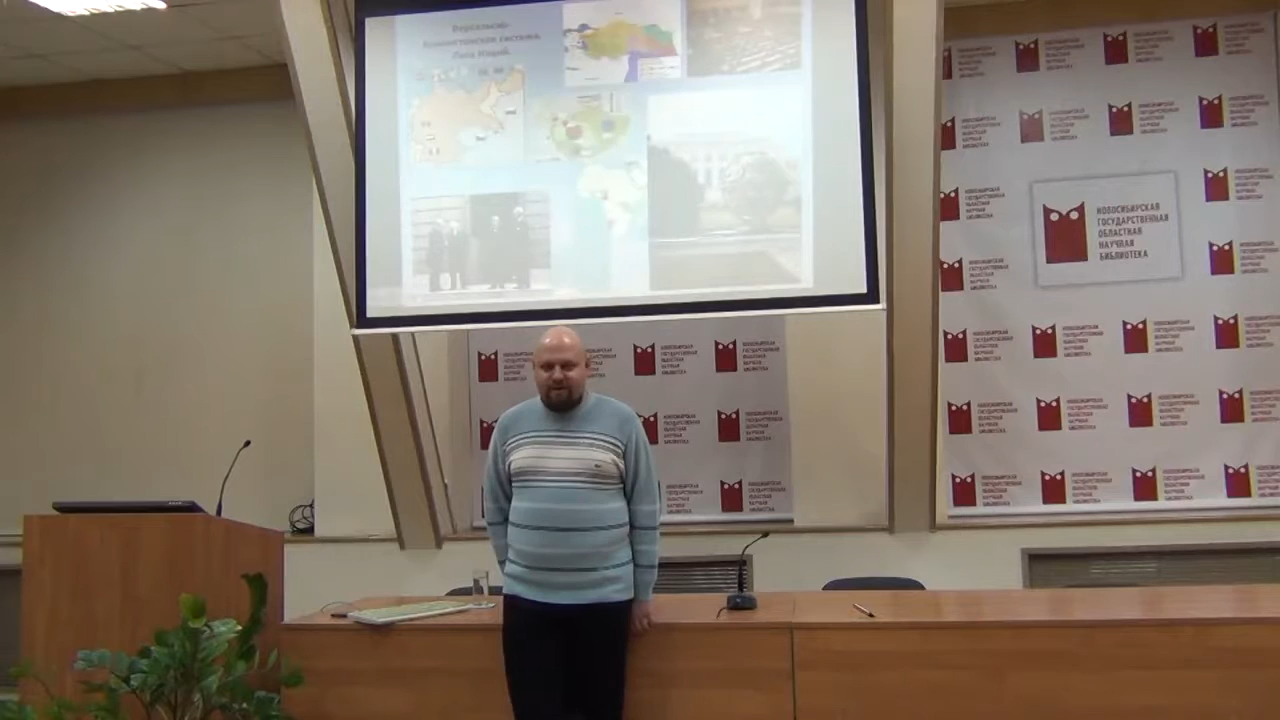 Версальско-
Вашингтонская система.
Лига Наций.
НОВОСИБИРСКАЯ
ГОСУДАРСТВЕННАЯ
ОБЛАСТНАЯ
НАУЧНАЯ
БИБЛИОТЕКА